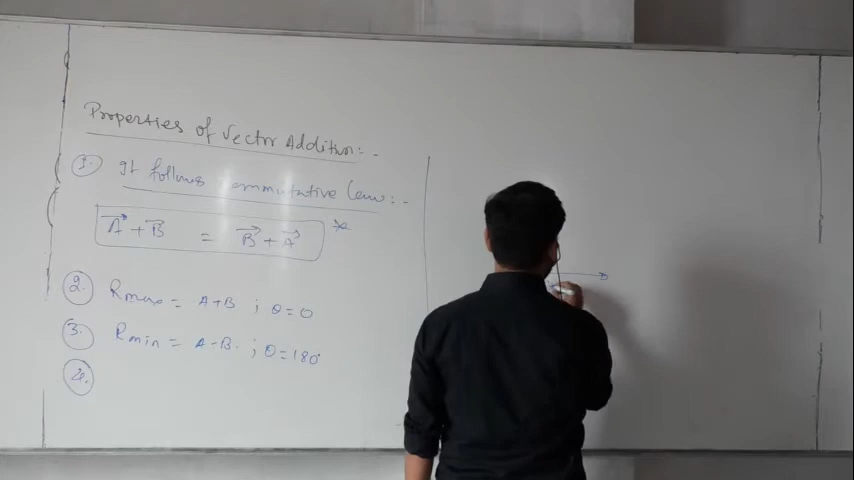 Properties of Vector Addition:-
1. It follows commutative law:-
A⃗ + B⃗ = B⃗ + A⃗ *
2. Rmax = A+B ; θ=0
3. Rmin = A-B. ; θ=180°
4.